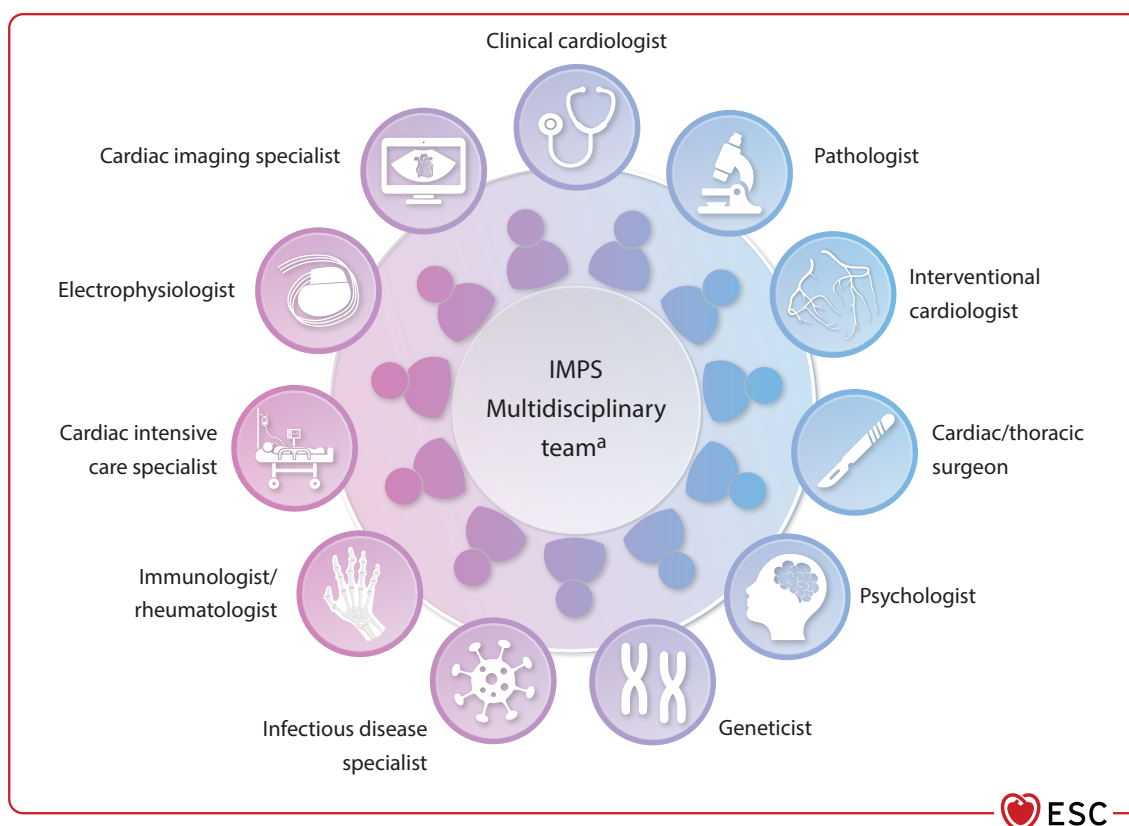 Clinical cardiologist
Pathologist
Interventional
cardiologist
Cardiac/thoracic
surgeon
Psychologist
Geneticist
Infectious disease
specialist
Immunologist/
rheumatologist
Cardiac intensive
care specialist
Electrophysiologist
Cardiac imaging specialist
IMPS
Multidisciplinary
teamᵃ
ESC